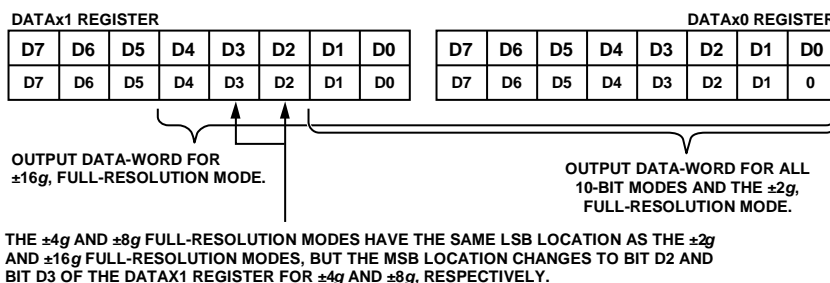 DATAx1 REGISTER
DATAx0 REGISTER
D7 D6 D5 D4 D3 D2 D1 D0
D7 D6 D5 D4 D3 D2 D1 D0
D7 D6 D5 D4 D3 D2 D1 D0
D7 D6 D5 D4 D3 D2 D1 0
OUTPUT DATA-WORD FOR
±16g, FULL-RESOLUTION MODE.
OUTPUT DATA-WORD FOR ALL
10-BIT MODES AND THE ±2g,
FULL-RESOLUTION MODE.
THE ±4g AND ±8g FULL-RESOLUTION MODES HAVE THE SAME LSB LOCATION AS THE ±2g
AND ±16g FULL-RESOLUTION MODES, BUT THE MSB LOCATION CHANGES TO BIT D2 AND
BIT D3 OF THE DATAX1 REGISTER FOR ±4g AND ±8g, RESPECTIVELY.